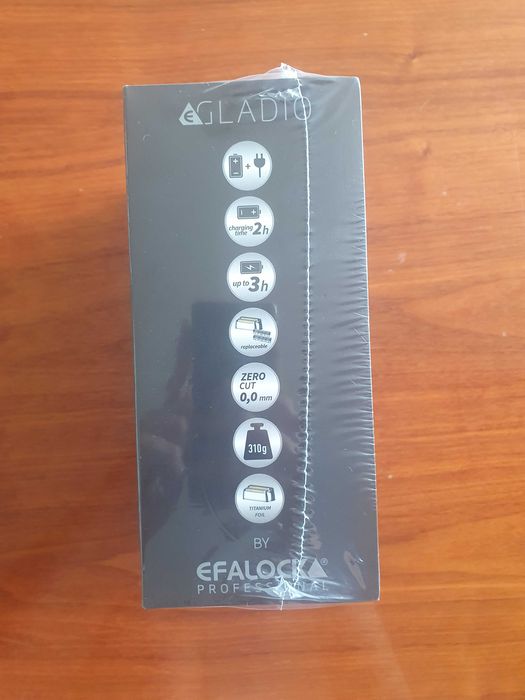 E GLADIO
+
charging
time 2h
up to 3h
replaceable
ZERO
CUT
0,0 mm
310g
TITANIUM
FOIL
BY
EFALOCK®
PROFESSIONAL